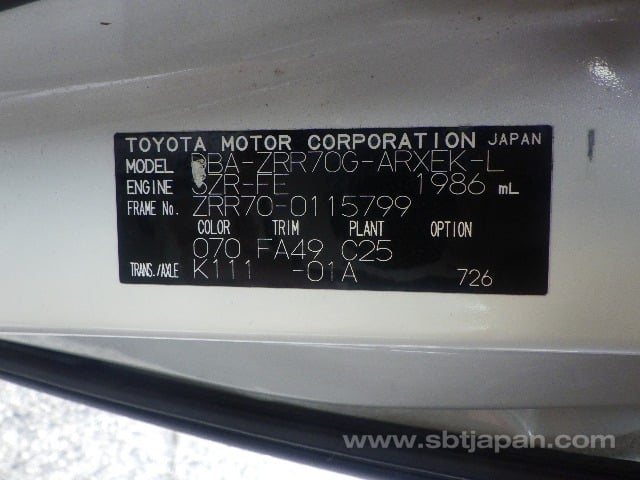 TOYOTA MOTOR CORPORATION JAPAN
MODEL DBA-ZRR70G-ARXEK-L
ENGINE 3ZR-FE 1986 mL
FRAME No. ZRR70-0115799
COLOR TRIM PLANT OPTION
070 FA49 C25
TRANS./AXLE K111 -01A 726
www.sbtjapan.com